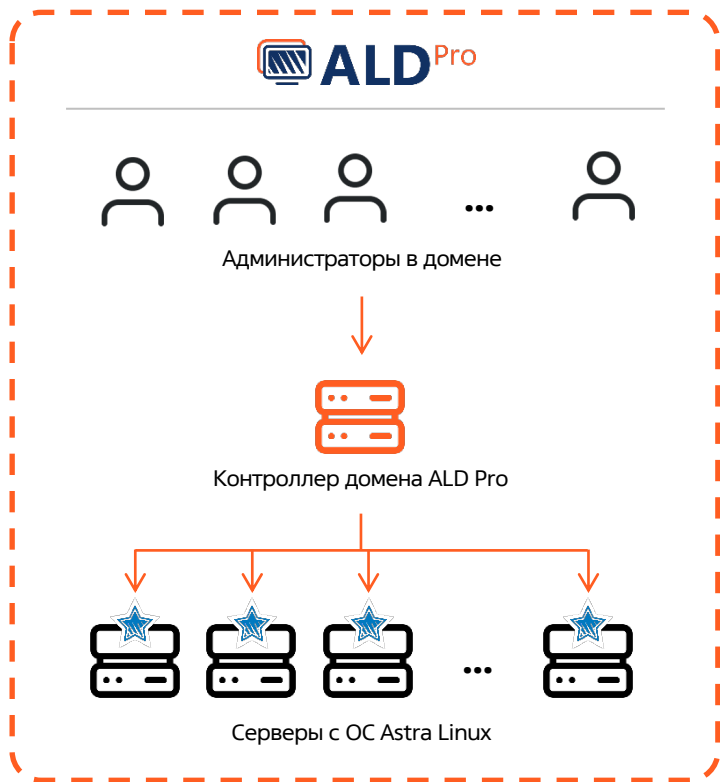 ALD Pro
...
Администраторы в домене
Контроллер домена ALD Pro
...
Серверы с ОС Astra Linux